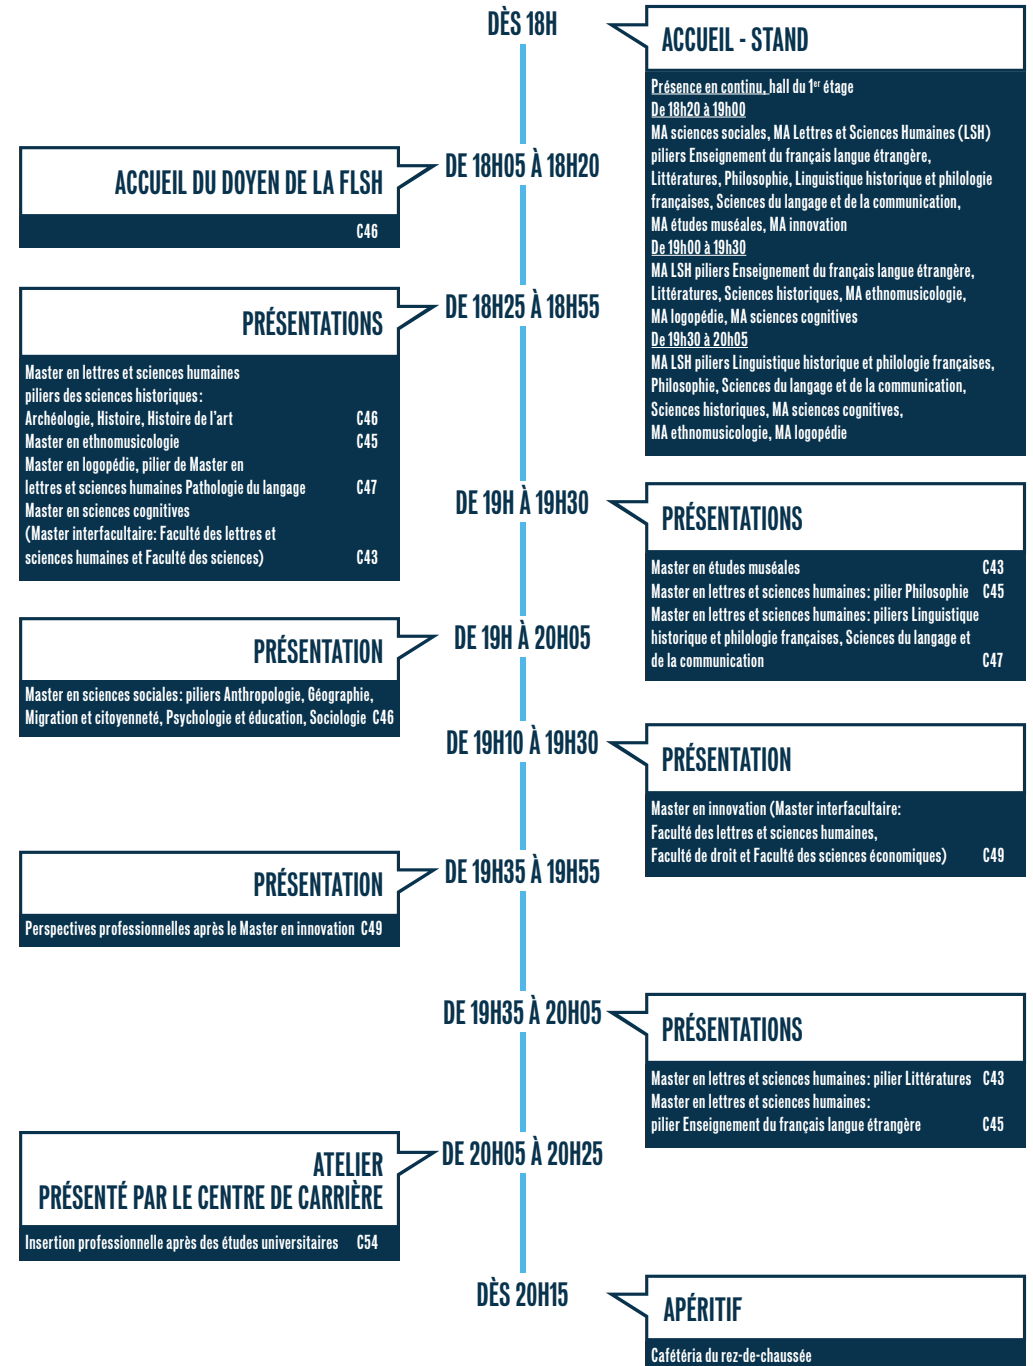 DÈS 18H
ACCUEIL - STAND
Présence en continu, hall du 1er étage
De 18h20 à 19h00
MA sciences sociales, MA Lettres et Sciences Humaines (LSH)
piliers Enseignement du français langue étrangère,
Littératures, Philosophie, Linguistique historique et philologie
françaises, Sciences du langage et de la communication,
MA études muséales, MA innovation
De 19h00 à 19h30
MA LSH piliers Enseignement du français langue étrangère,
Littératures, Sciences historiques, MA ethnomusicologie,
MA logopédie, MA sciences cognitives
De 19h30 à 20h05
MA LSH piliers Linguistique historique et philologie françaises,
Philosophie, Sciences du langage et de la communication,
Sciences historiques, MA sciences cognitives,
MA ethnomusicologie, MA logopédie
DE 18H05 À 18H20
ACCUEIL DU DOYEN DE LA FLSH
C46
DE 18H25 À 18H55
PRÉSENTATIONS
Master en lettres et sciences humaines
piliers des sciences historiques:
Archéologie, Histoire, Histoire de l'art C46
Master en ethnomusicologie C45
Master en logopédie, pilier de Master en
lettres et sciences humaines Pathologie du langage C47
Master en sciences cognitives
(Master interfacultaire: Faculté des lettres et
sciences humaines et Faculté des sciences) C43
DE 19H À 19H30
PRÉSENTATIONS
Master en études muséales C43
Master en lettres et sciences humaines: pilier Philosophie C45
Master en lettres et sciences humaines: piliers Linguistique
historique et philologie françaises, Sciences du langage et
de la communication C47
DE 19H À 20H05
PRÉSENTATION
Master en sciences sociales: piliers Anthropologie, Géographie,
Migration et citoyenneté, Psychologie et éducation, Sociologie C46
DE 19H10 À 19H30
PRÉSENTATION
Master en innovation (Master interfacultaire:
Faculté des lettres et sciences humaines,
Faculté de droit et Faculté des sciences économiques) C49
DE 19H35 À 19H55
PRÉSENTATION
Perspectives professionnelles après le Master en innovation C49
DE 19H35 À 20H05
PRÉSENTATIONS
Master en lettres et sciences humaines: pilier Littératures C43
Master en lettres et sciences humaines:
pilier Enseignement du français langue étrangère C45
DE 20H05 À 20H25
ATELIER
PRÉSENTÉ PAR LE CENTRE DE CARRIÈRE
Insertion professionnelle après des études universitaires C54
DÈS 20H15
APÉRITIF
Cafétéria du rez-de-chaussée